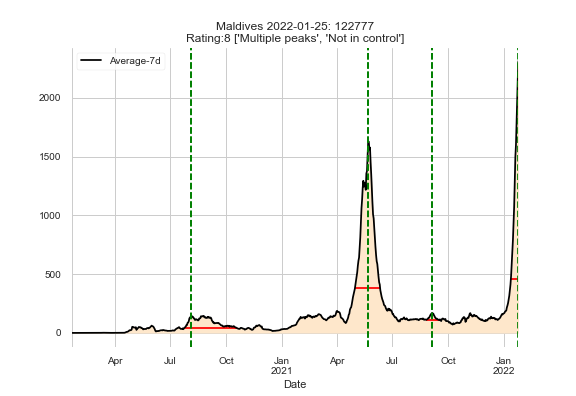 Maldives 2022-01-25: 122777
Rating:8 ['Multiple peaks', 'Not in control']
Average-7d
2000
1500
1000
500
0
Apr Jul Oct Jan Apr Jul Oct Jan
2021 2022
Date